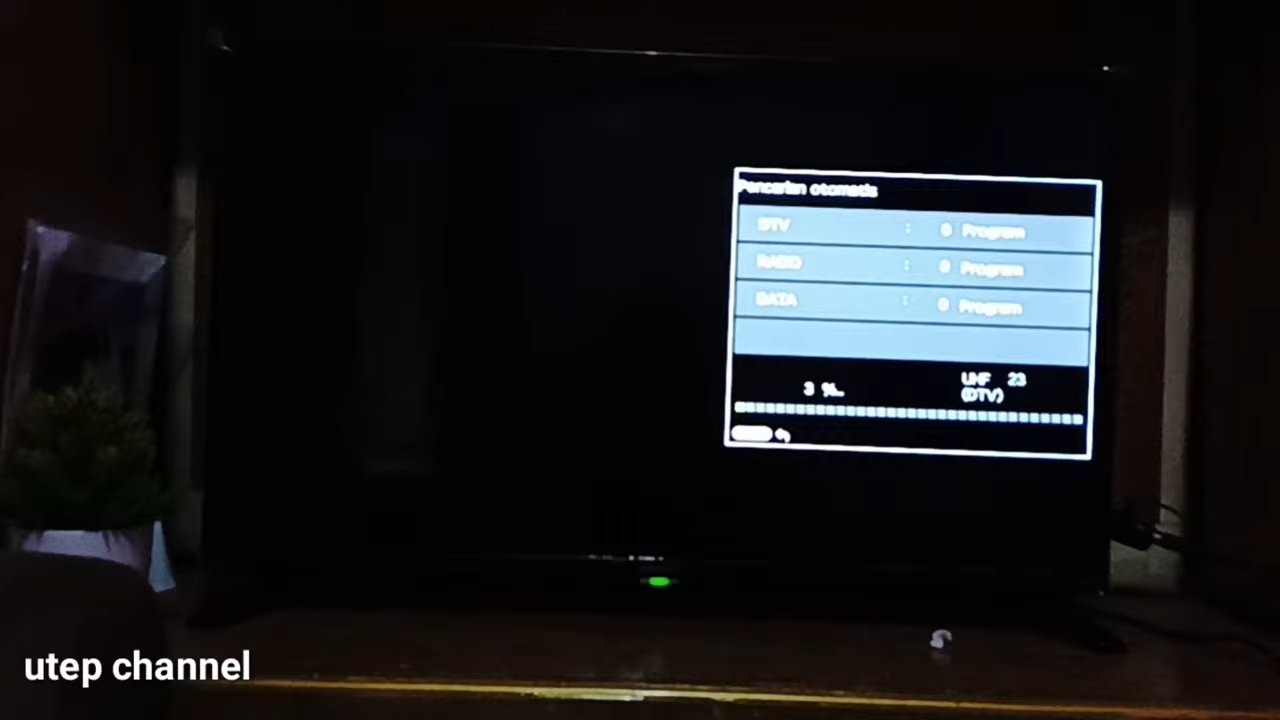 Pencarian otomatis
DTV : 0 Program
RADIO : 0 Program
DATA : 0 Program
3 %... UHF 23
(DTV)
utep channel